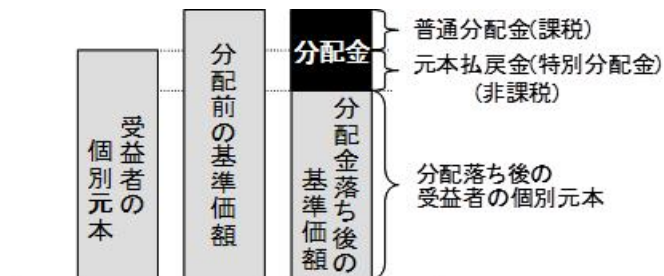 受益者の
個別元本
分配前の基準価額
分配金
分配金落ち後の
基準価額
普通分配金(課税)
元本払戻金(特別分配金)
(非課税)
分配落ち後の
受益者の個別元本